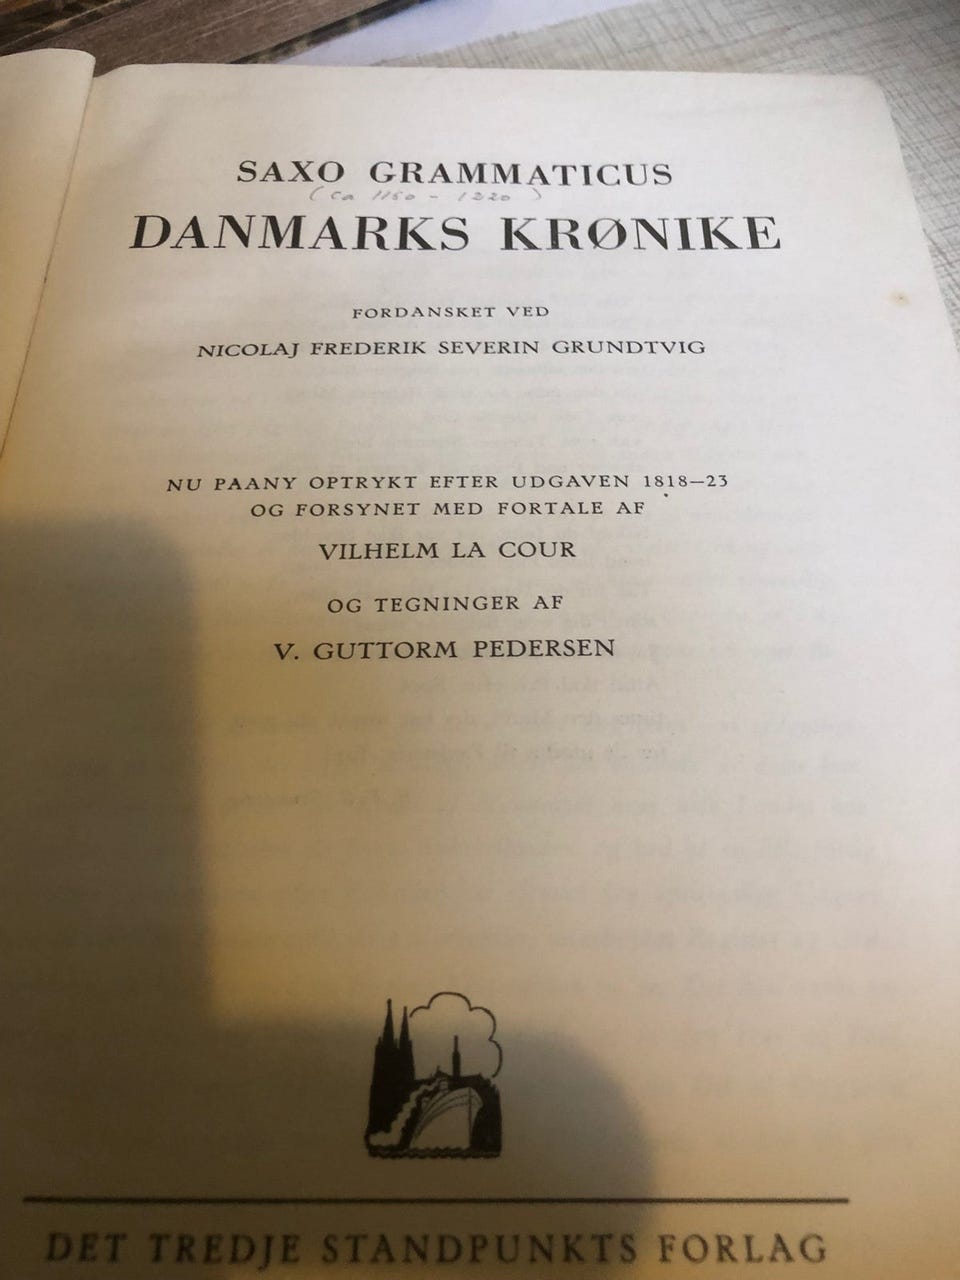 SAXO GRAMMATICUS
(ca 1150 - 1220)
DANMARKS KRØNIKE
FORDANSKET VED
NICOLAJ FREDERIK SEVERIN GRUNDTVIG
NU PAANY OPTRYKT EFTER UDGAVEN 1818–23
OG FORSYNET MED FORTALE AF
VILHELM LA COUR
OG TEGNINGER AF
V. GUTTORM PEDERSEN
DET TREDJE STANDPUNKTS FORLAG